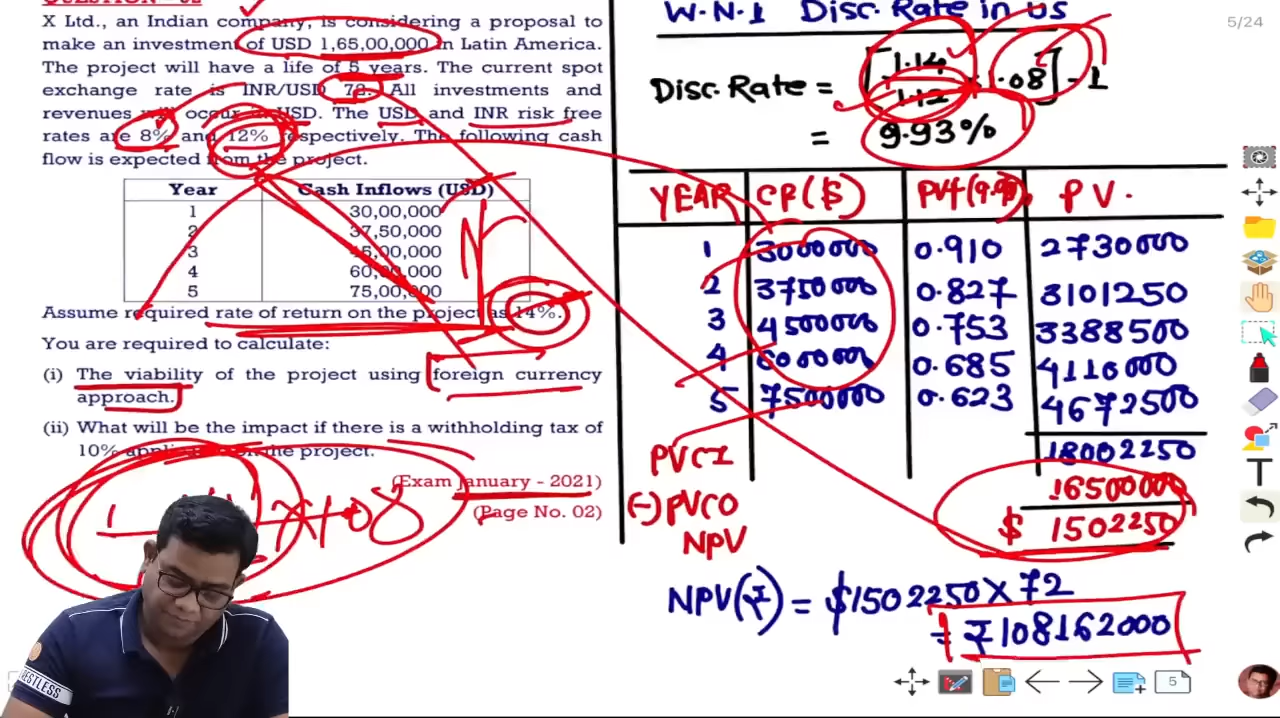 X Ltd., an Indian company, is considering a proposal to
make an investment of USD 1,65,00,000 in Latin America.
The project will have a life of 5 years. The current spot
exchange rate is INR/USD 72. All investments and
revenues will occur in USD. The USD and INR risk free
rates are 8% and 12% respectively. The following cash
flow is expected from the project.
Year Cash Inflows (USD)
1 30,00,000
2 37,50,000
3 45,00,000
4 60,00,000
5 75,00,000
Assume required rate of return on the project as 14%.
You are required to calculate:
(i) The viability of the project using foreign currency
approach.
(ii) What will be the impact if there is a withholding tax of
10% applicable on the project.
(Exam January - 2021)
(Page No. 02)
X 1.08
RESTLESS
W.N.1 Disc. Rate in US
Disc. Rate = [1.14
1.12 1.08] - 1
= 9.93%
YEAR CF($) PVF(9.9%) PV.
1 3000000 0.910 2730000
2 3750000 0.827 3101250
3 4500000 0.753 3388500
4 6000000 0.685 4110000
5 7500000 0.623 4672500
PVCI 18002250
(-) PVCO 16500000
NPV $ 1502250
NPV(₹) = $1502250 X 72
= ₹108162000
5/24
T
5